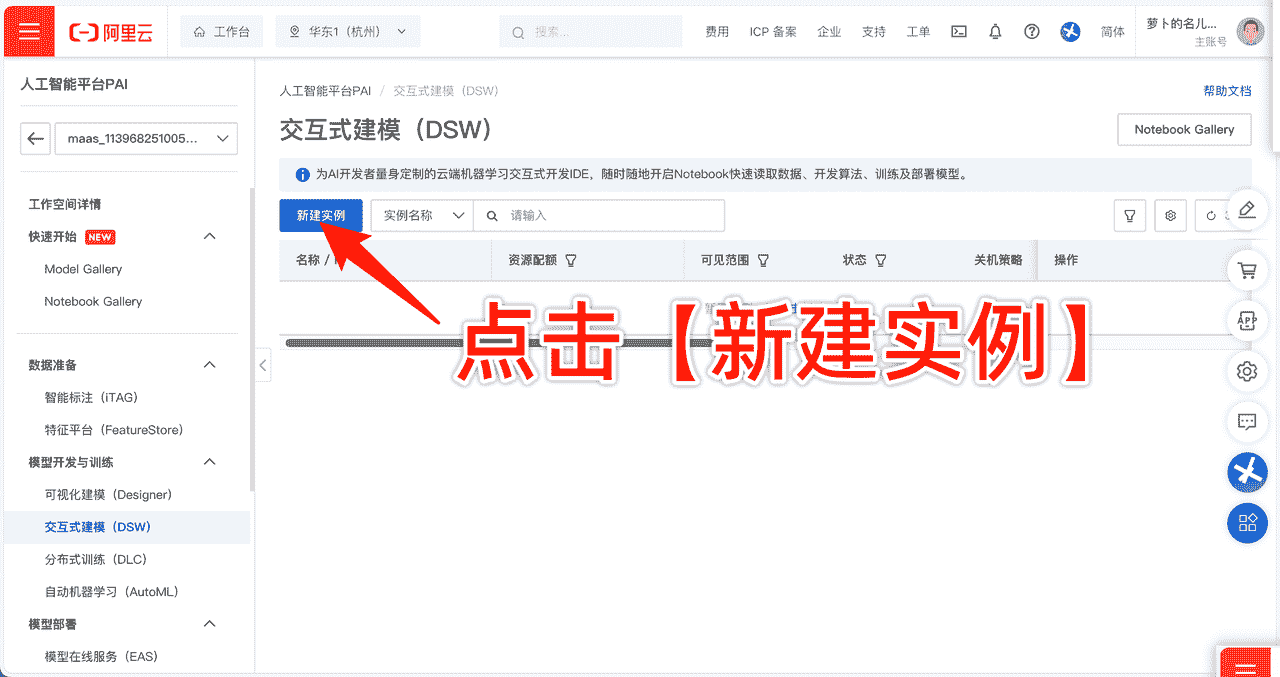 阿里云
工作台
华东1（杭州）
搜索...
费用
ICP 备案
企业
支持
工单
简体
萝卜的名儿...
主账号
人工智能平台PAI
maas_113968251005...
工作空间详情
快速开始 NEW
Model Gallery
Notebook Gallery
数据准备
智能标注（iTAG）
特征平台（FeatureStore）
模型开发与训练
可视化建模（Designer）
交互式建模（DSW）
分布式训练（DLC）
自动机器学习（AutoML）
模型部署
模型在线服务（EAS）
人工智能平台PAI / 交互式建模（DSW）
帮助文档
交互式建模（DSW）
Notebook Gallery
为AI开发者量身定制的云端机器学习交互式开发IDE，随时随地开启Notebook快速读取数据、开发算法、训练及部署模型。
新建实例
实例名称
请输入
名称 /
资源配额
可见范围
状态
关机策略
操作
点击【新建实例】
APP